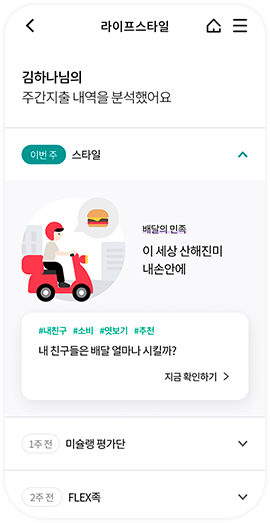 라이프스타일
김하나님의
주간지출 내역을 분석했어요
이번 주 스타일
배달의 민족
이 세상 산해진미
내손안에
#내친구 #소비 #엿보기 #추천
내 친구들은 배달 얼마나 시킬까?
지금 확인하기
1주 전 미슐랭 평가단
2주 전 FLEX족